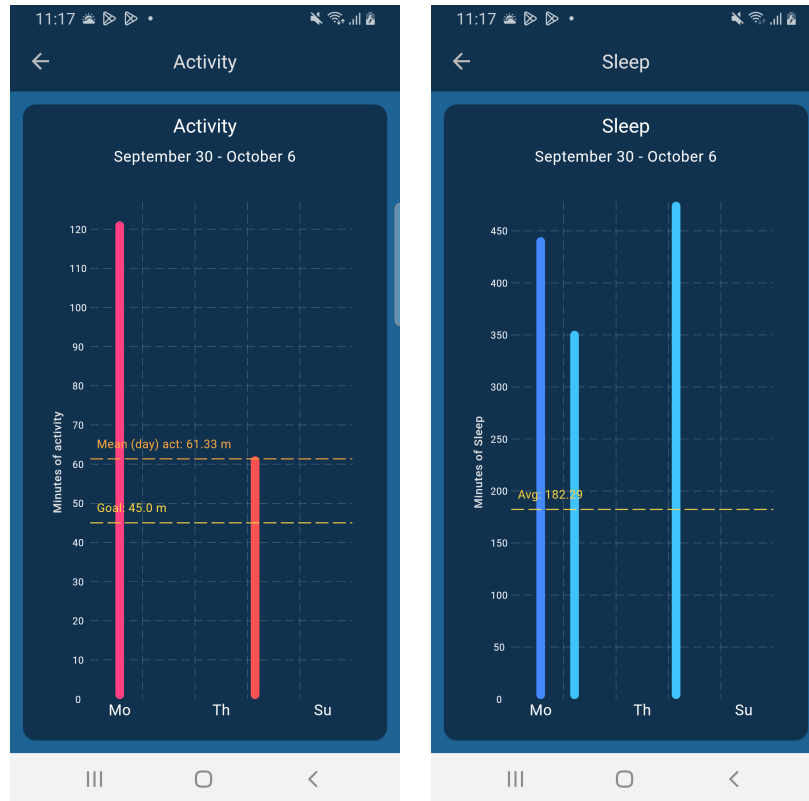 11:17
Activity
Activity
September 30 - October 6
120
110
100
90
80
70
Mean (day) act: 61.33 m
60
50
Goal: 45.0 m
40
30
20
10
0
Minutes of activity
Mo Th Su
11:17
Sleep
Sleep
September 30 - October 6
450
400
350
300
250
200
Avg: 182.29
150
100
50
0
Minutes of Sleep
Mo Th Su